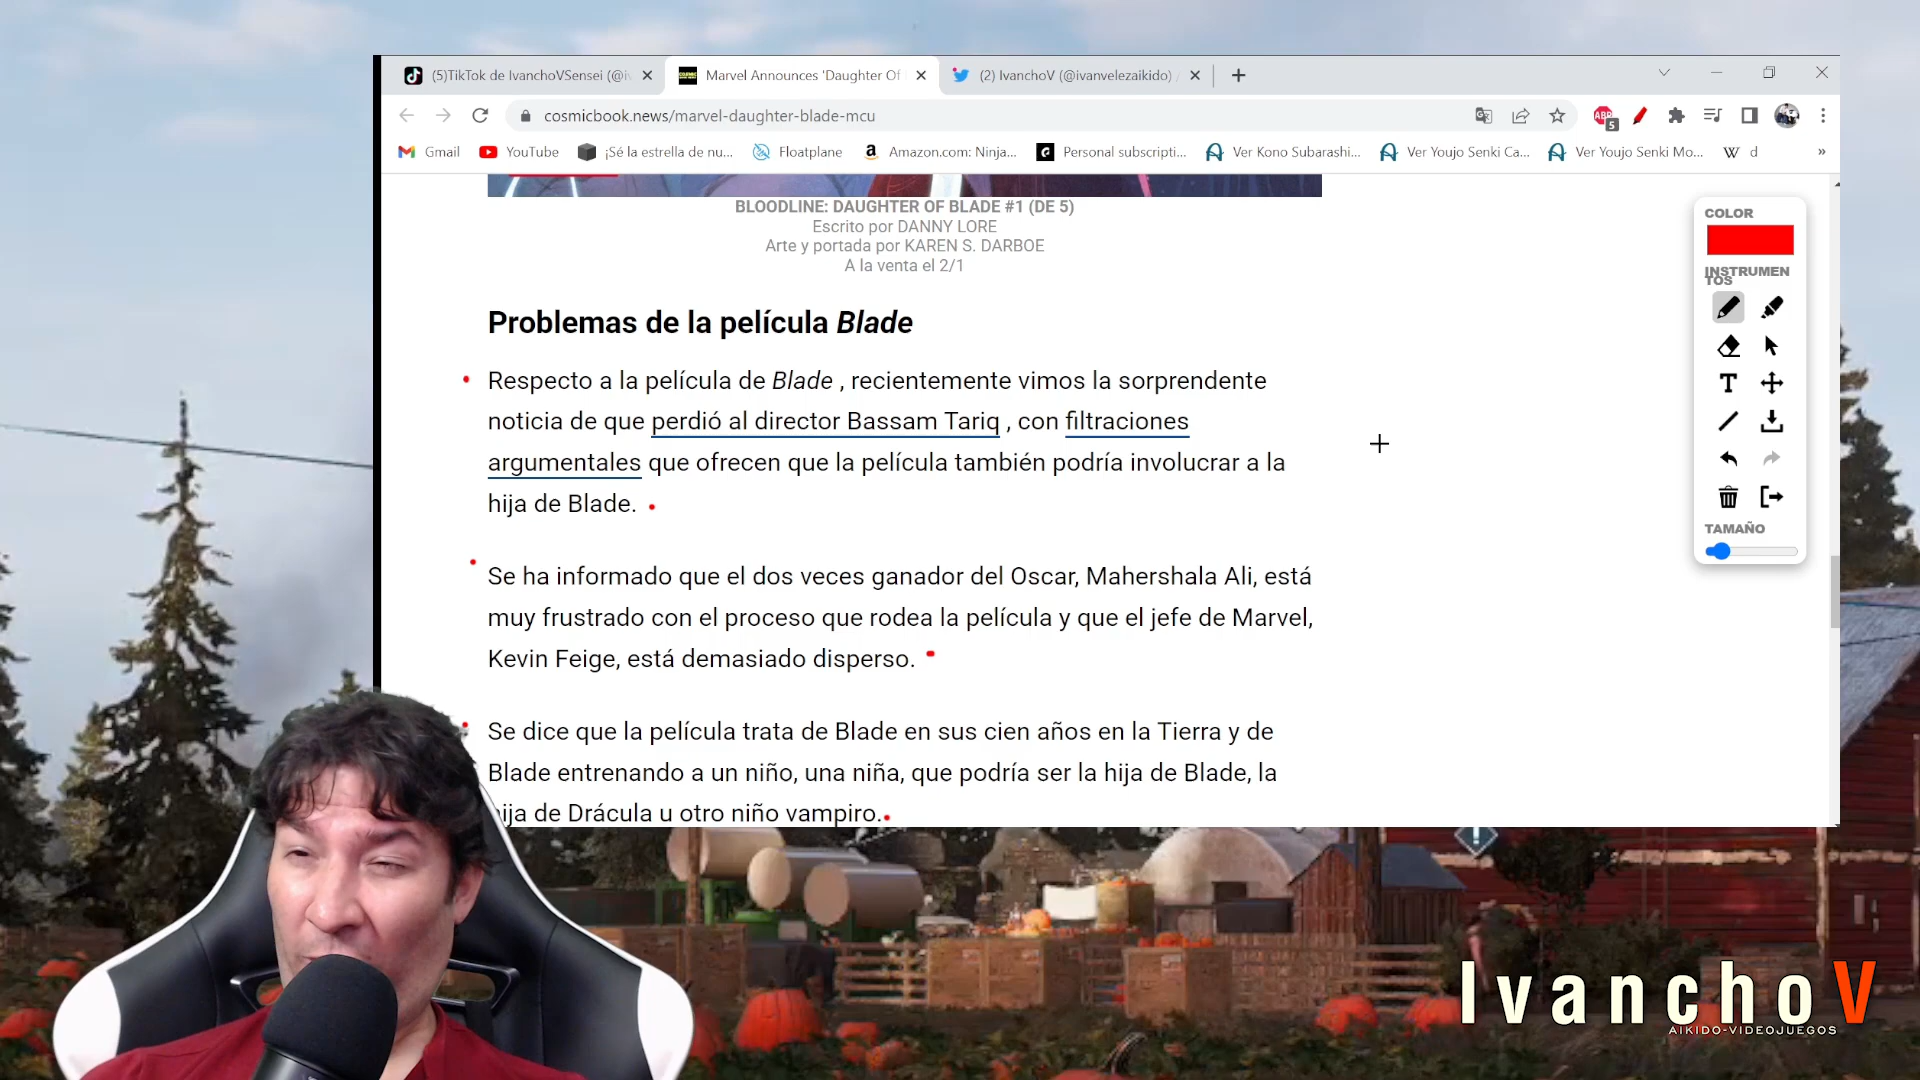 (5)TikTok de IvanchoVSensei (@iv
Marvel Announces 'Daughter Of
(2) IvanchoV (@ivanvelezaikido) /
cosmicbook.news/marvel-daughter-blade-mcu
ABP
5
Gmail
YouTube
¡Sé la estrella de nu...
Floatplane
Amazon.com: Ninja...
Personal subscripti...
Ver Kono Subarashi...
Ver Youjo Senki Ca...
Ver Youjo Senki Mo...
W d
»
BLOODLINE: DAUGHTER OF BLADE #1 (DE 5)
Escrito por DANNY LORE
Arte y portada por KAREN S. DARBOE
A la venta el 2/1
Problemas de la película Blade
Respecto a la película de Blade , recientemente vimos la sorprendente
noticia de que perdió al director Bassam Tariq , con filtraciones
argumentales que ofrecen que la película también podría involucrar a la
hija de Blade.
Se ha informado que el dos veces ganador del Oscar, Mahershala Ali, está
muy frustrado con el proceso que rodea la película y que el jefe de Marvel,
Kevin Feige, está demasiado disperso.
Se dice que la película trata de Blade en sus cien años en la Tierra y de
Blade entrenando a un niño, una niña, que podría ser la hija de Blade, la
hija de Drácula u otro niño vampiro.
COLOR
INSTRUMEN
TOS
T
TAMAÑO
IvanchoV
AIKIDO-VIDEOJUEGOS